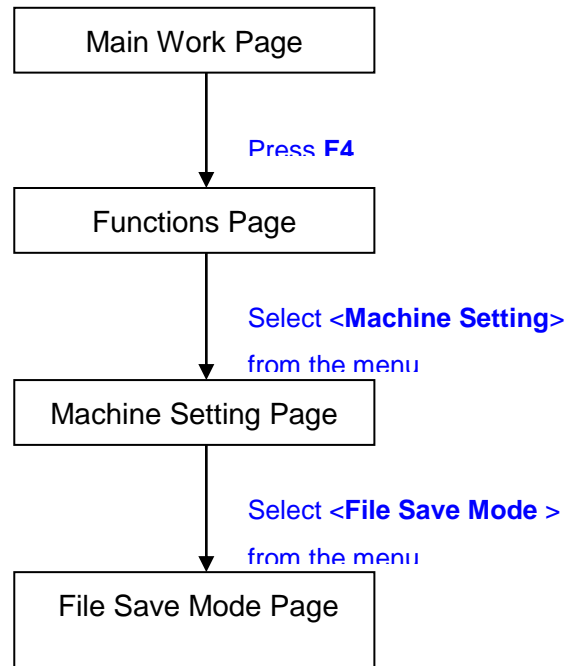 Main Work Page
Press F4
Functions Page
Select <Machine Setting>
from the menu
Machine Setting Page
Select <File Save Mode >
from the menu
File Save Mode Page